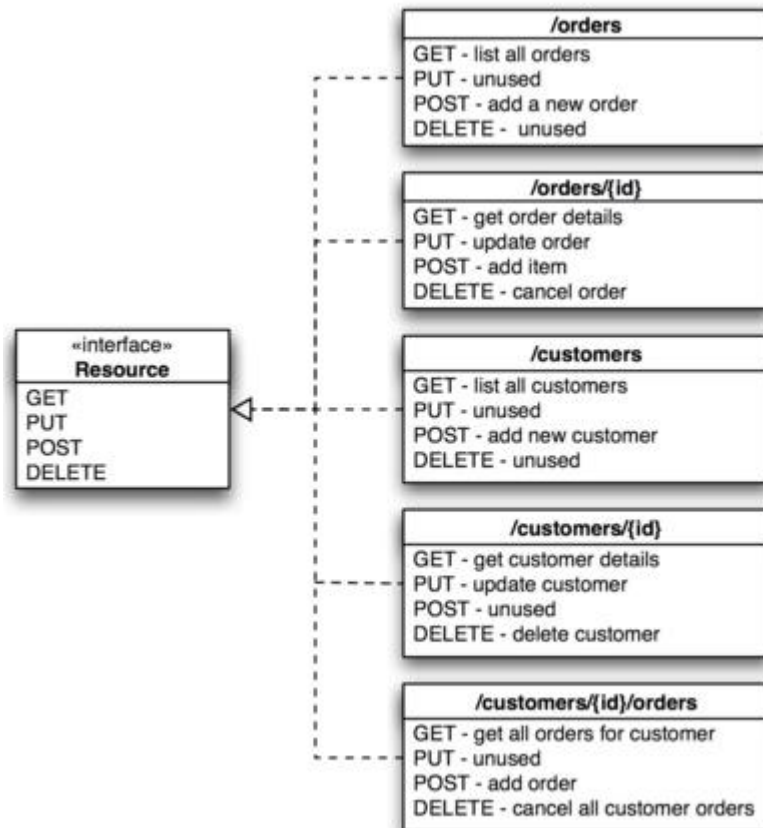 /orders
GET - list all orders
PUT - unused
POST - add a new order
DELETE - unused
/orders/{id}
GET - get order details
PUT - update order
POST - add item
DELETE - cancel order
«interface»
Resource
GET
PUT
POST
DELETE
/customers
GET - list all customers
PUT - unused
POST - add new customer
DELETE - unused
/customers/{id}
GET - get customer details
PUT - update customer
POST - unused
DELETE - delete customer
/customers/{id}/orders
GET - get all orders for customer
PUT - unused
POST - add order
DELETE - cancel all customer orders